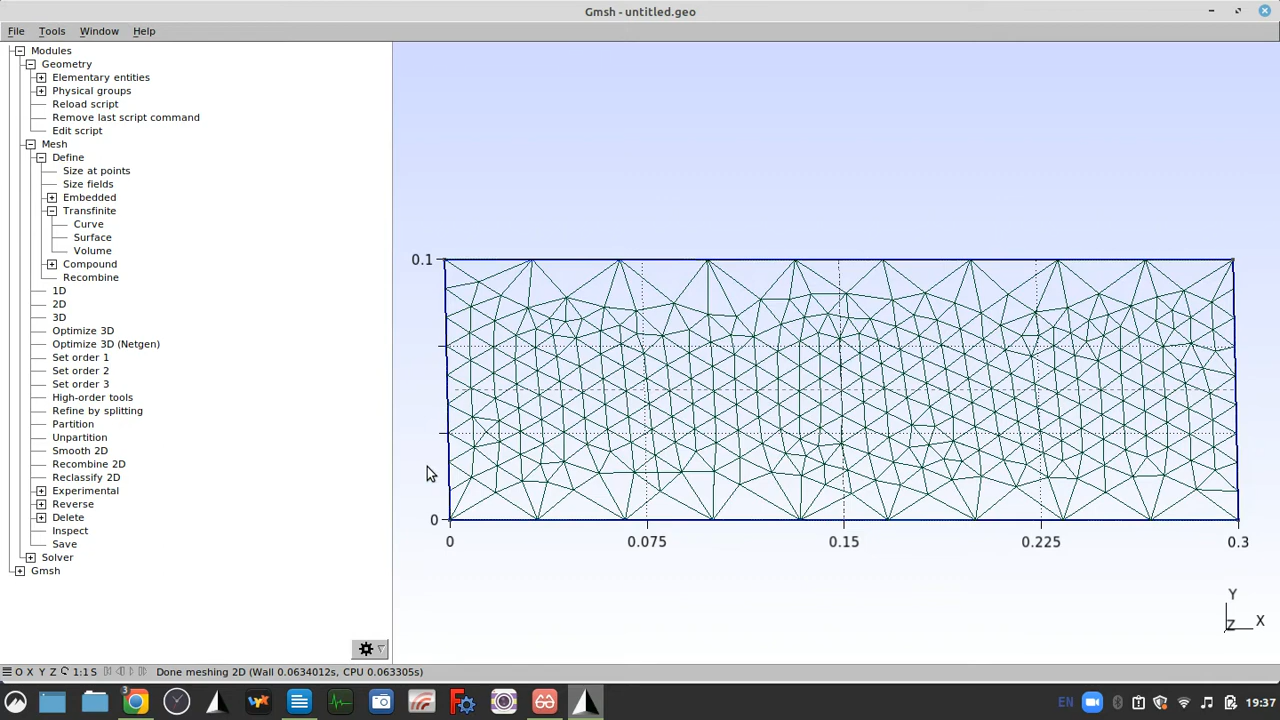 Gmsh - untitled.geo
File Tools Window Help
Modules
Geometry
Elementary entities
Physical groups
Reload script
Remove last script command
Edit script
Mesh
Define
Size at points
Size fields
Embedded
Transfinite
Curve
Surface
Volume
Compound
Recombine
1D
2D
3D
Optimize 3D
Optimize 3D (Netgen)
Set order 1
Set order 2
Set order 3
High-order tools
Refine by splitting
Partition
Unpartition
Smooth 2D
Recombine 2D
Reclassify 2D
Experimental
Reverse
Delete
Inspect
Save
Solver
Gmsh
0.1
0
0 0.075 0.15 0.225 0.3
Y
Z X
O X Y Z 1:1 S Done meshing 2D (Wall 0.0634012s, CPU 0.063305s)
3
EN 19:37